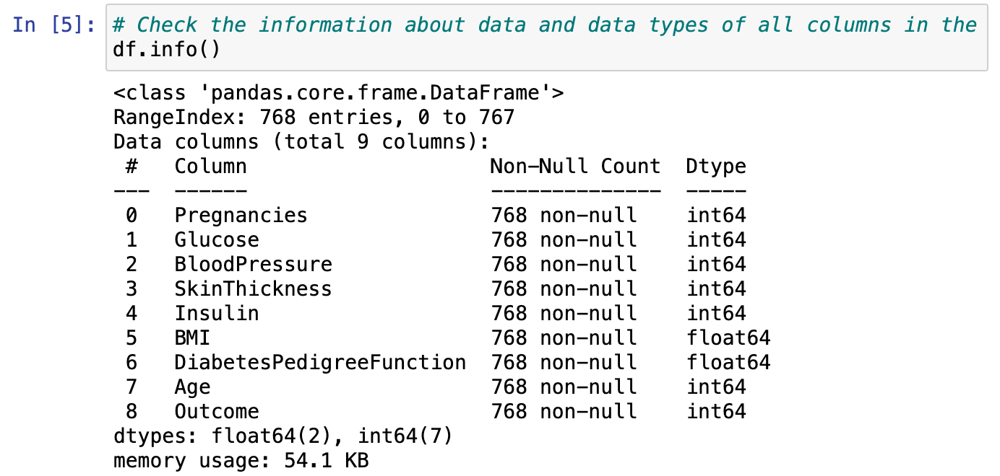 In [5]: # Check the information about data and data types of all columns in the
df.info()
<class 'pandas.core.frame.DataFrame'>
RangeIndex: 768 entries, 0 to 767
Data columns (total 9 columns):
 #   Column                    Non-Null Count  Dtype
---  ------                    --------------  -----
 0   Pregnancies               768 non-null    int64
 1   Glucose                   768 non-null    int64
 2   BloodPressure             768 non-null    int64
 3   SkinThickness             768 non-null    int64
 4   Insulin                   768 non-null    int64
 5   BMI                       768 non-null    float64
 6   DiabetesPedigreeFunction  768 non-null    float64
 7   Age                       768 non-null    int64
 8   Outcome                   768 non-null    int64
dtypes: float64(2), int64(7)
memory usage: 54.1 KB